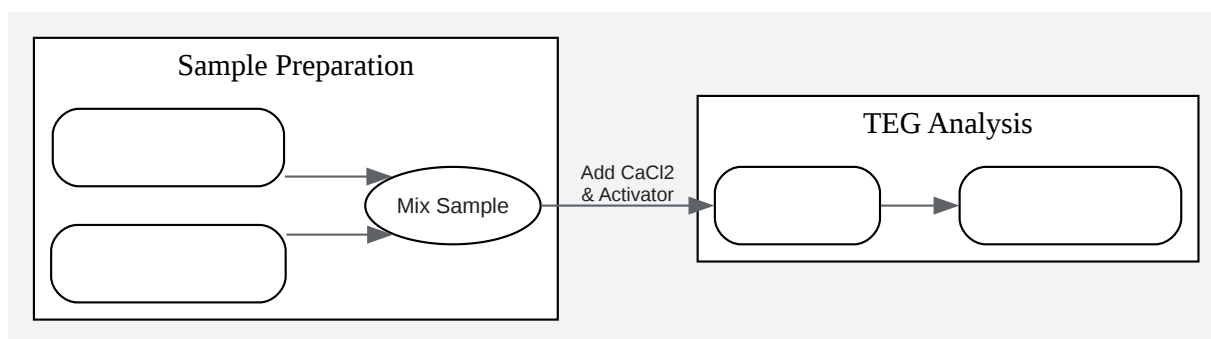 Sample Preparation
Mix Sample
Add CaCl2
& Activator
TEG Analysis